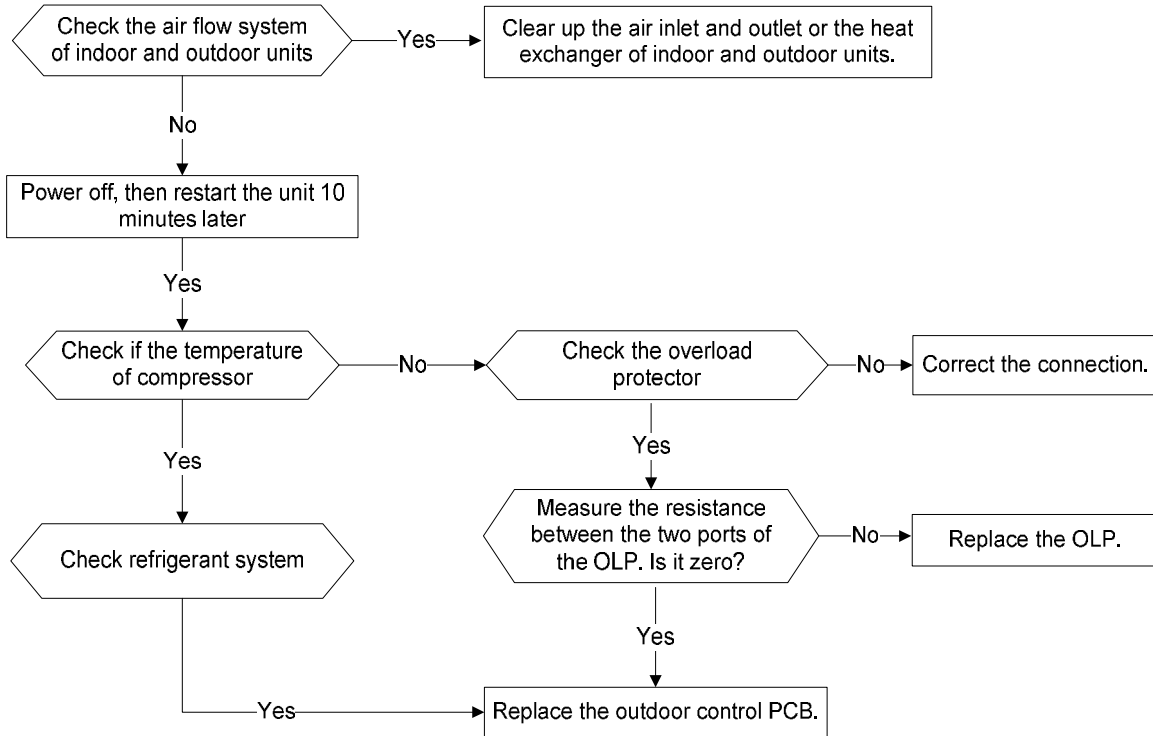 Check the air flow system
of indoor and outdoor units
Yes
Clear up the air inlet and outlet or the heat
exchanger of indoor and outdoor units.
No
Power off, then restart the unit 10
minutes later
Yes
Check if the temperature
of compressor
No
Check the overload
protector
No
Correct the connection.
Yes
Yes
Check refrigerant system
Measure the resistance
between the two ports of
the OLP. Is it zero?
No
Replace the OLP.
Yes
Yes
Replace the outdoor control PCB.